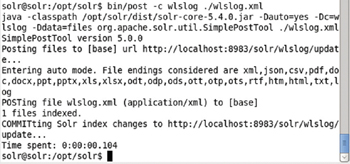 solr@solr:/opt/solr$ bin/post -c wlslog ./wlslog.xml
java -classpath /opt/solr/dist/solr-core-5.4.0.jar -Dauto=yes -Dc=w
lslog -Ddata=files org.apache.solr.util.SimplePostTool ./wlslog.xml
SimplePostTool version 5.0.0
Posting files to [base] url http://localhost:8983/solr/wlslog/updat
e...
Entering auto mode. File endings considered are xml,json,csv,pdf,do
c,docx,ppt,pptx,xls,xlsx,odt,odp,ods,ott,otp,ots,rtf,htm,html,txt,l
og
POSTing file wlslog.xml (application/xml) to [base]
1 files indexed.
COMMITting Solr index changes to http://localhost:8983/solr/wlslog/
update...
Time spent: 0:00:00.104
solr@solr:/opt/solr$